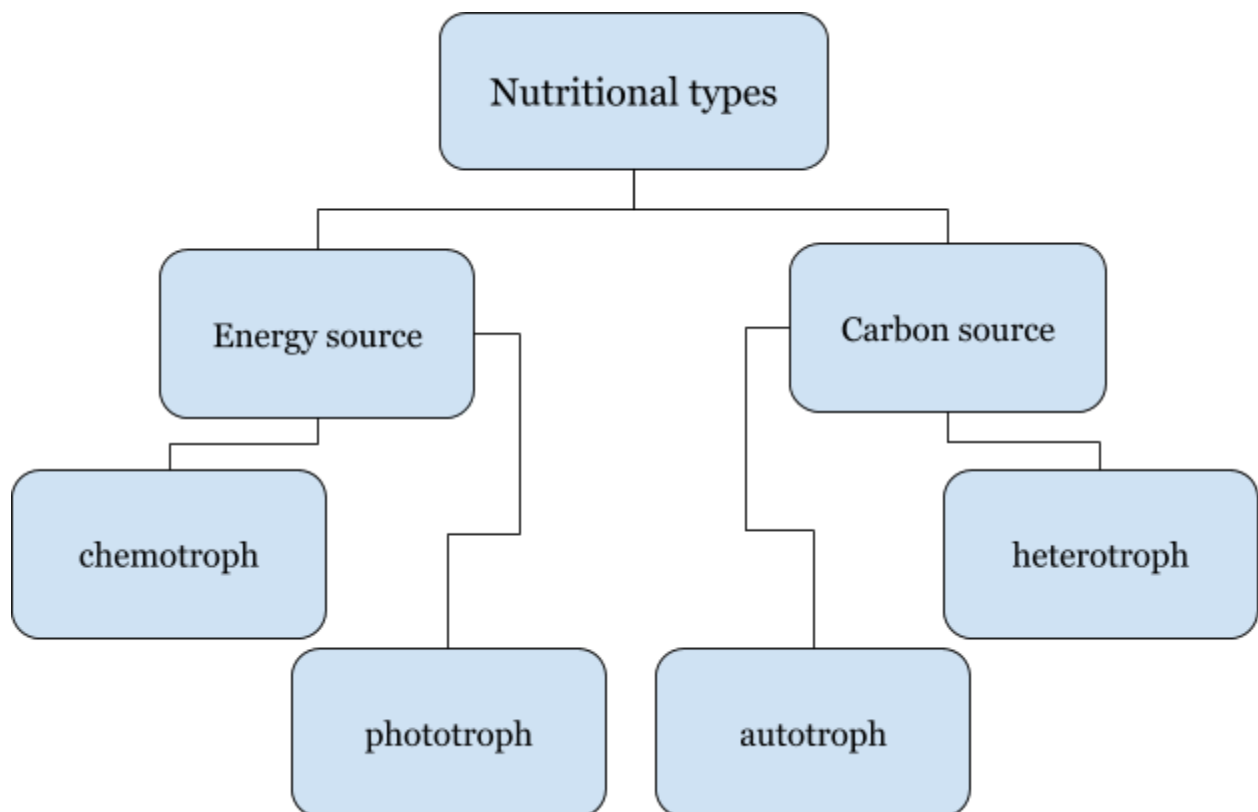 Nutritional types
Energy source
Carbon source
chemotroph
heterotroph
phototroph
autotroph